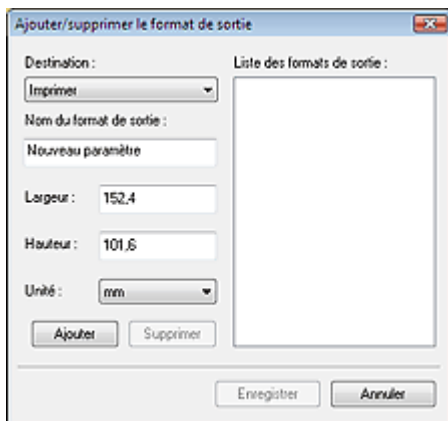 Ajouter/supprimer le format de sortie
Destination :
Imprimer
Nom du format de sortie :
Nouveau paramètre
Largeur :
152,4
Hauteur :
101,6
Unité :
mm
Ajouter
Supprimer
Liste des formats de sortie :
Enregistrer
Annuler